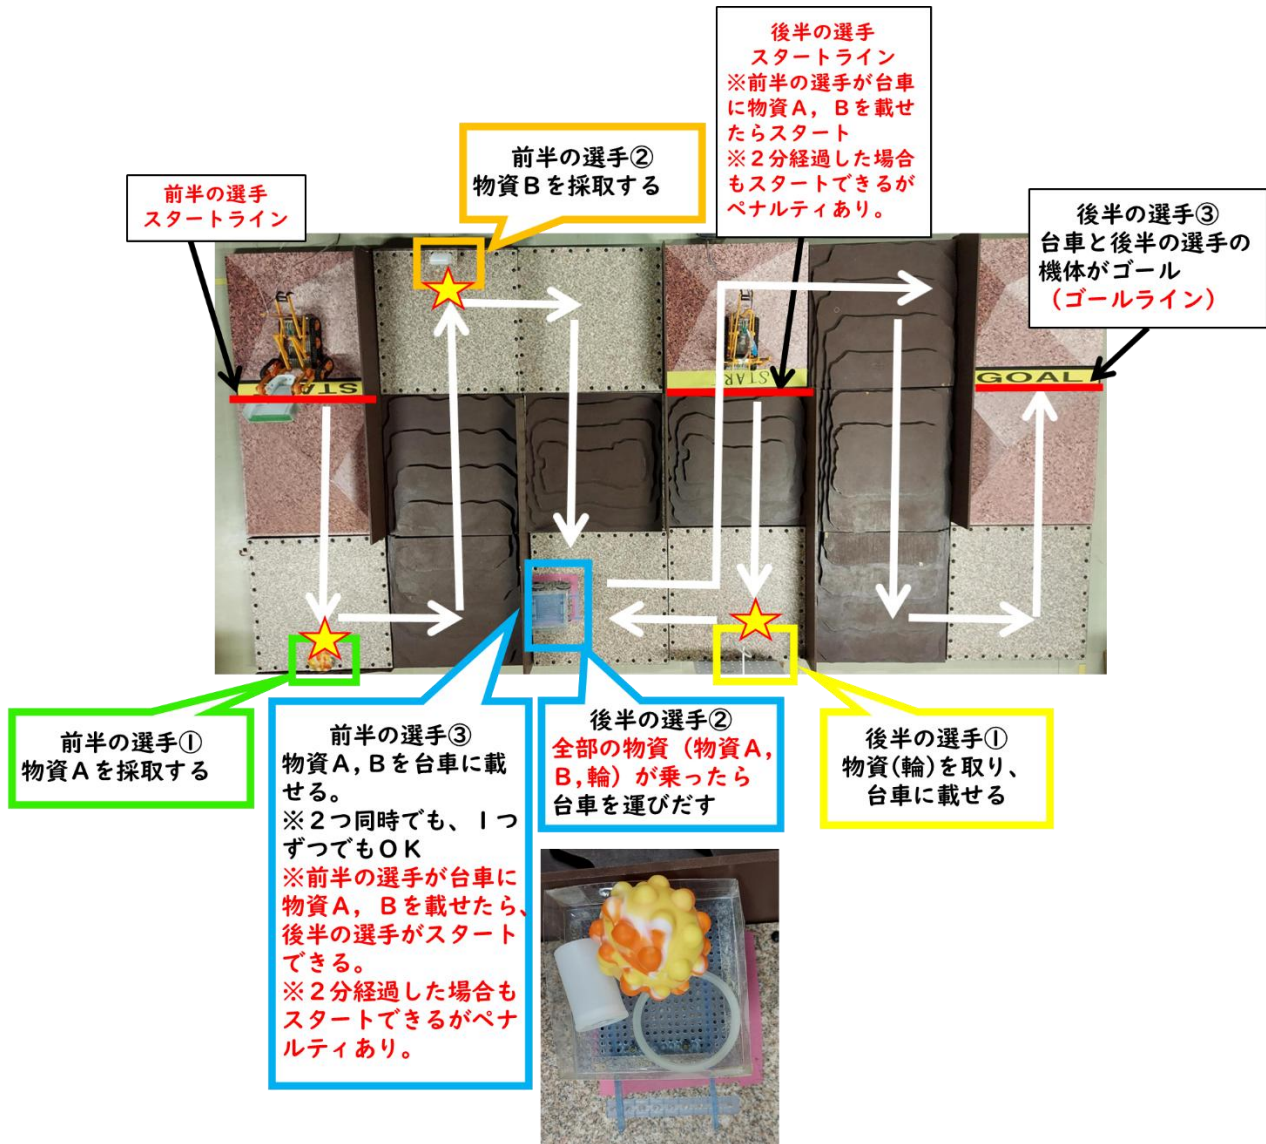 後半の選手
スタートライン
※前半の選手が台車
に物資A，Bを載せ
たらスタート
※２分経過した場合
もスタートできるが
ペナルティあり。
前半の選手②
物資Bを採取する
前半の選手
スタートライン
後半の選手③
台車と後半の選手の
機体がゴール
（ゴールライン）
START
GOAL
前半の選手①
物資Aを採取する
前半の選手③
物資A，Bを台車に載
せる。
※２つ同時でも、１つ
ずつでもOK
※前半の選手が台車に
物資A，Bを載せたら、
後半の選手がスタート
できる。
※２分経過した場合も
スタートできるがペナ
ルティあり。
後半の選手②
全部の物資（物資A，
B，輪）が乗ったら
台車を運びだす
後半の選手①
物資(輪)を取り、
台車に載せる